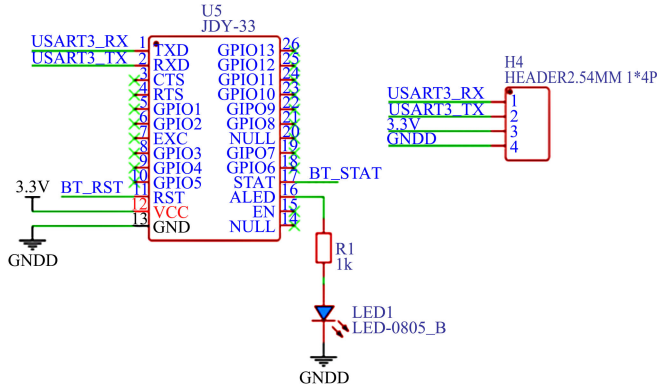 U5
JDY-33
USART3_RX 1 TXD GPIO13 26
USART3_TX 2 RXD GPIO12 25
3 CTS GPIO11 24
4 RTS GPIO10 23
5 GPIO1 GIPO9 22
6 GPIO2 GPIO8 21
7 EXC NULL 20
8 GPIO3 GIPO7 19
9 GPIO4 GPIO6 18
10 GPIO5 STAT 17 BT_STAT
BT_RST 11 RST ALED 16
3.3V 12 VCC EN 15
13 GND NULL 14
GNDD
R1
1k
LED1
LED-0805_B
GNDD
H4
HEADER2.54MM 1*4P
USART3_RX 1
USART3_TX 2
3.3V 3
GNDD 4